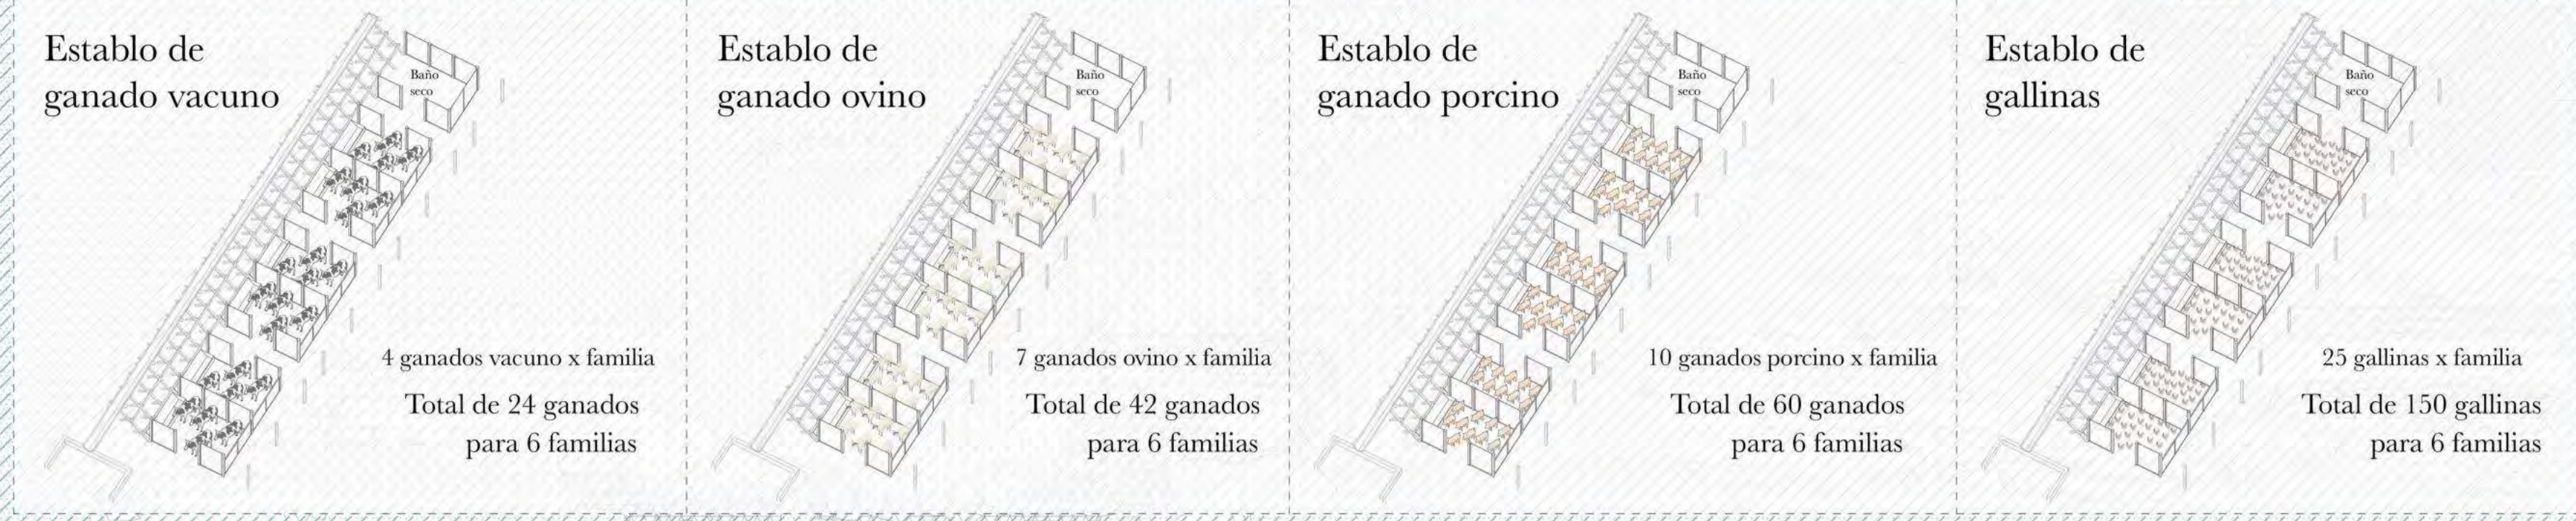 Establo de
ganado vacuno
Baño
seco
4 ganados vacuno x familia
Total de 24 ganados
para 6 familias
Establo de
ganado ovino
Baño
seco
7 ganados ovino x familia
Total de 42 ganados
para 6 familias
Establo de
ganado porcino
Baño
seco
10 ganados porcino x familia
Total de 60 ganados
para 6 familias
Establo de
gallinas
Baño
seco
25 gallinas x familia
Total de 150 gallinas
para 6 familias